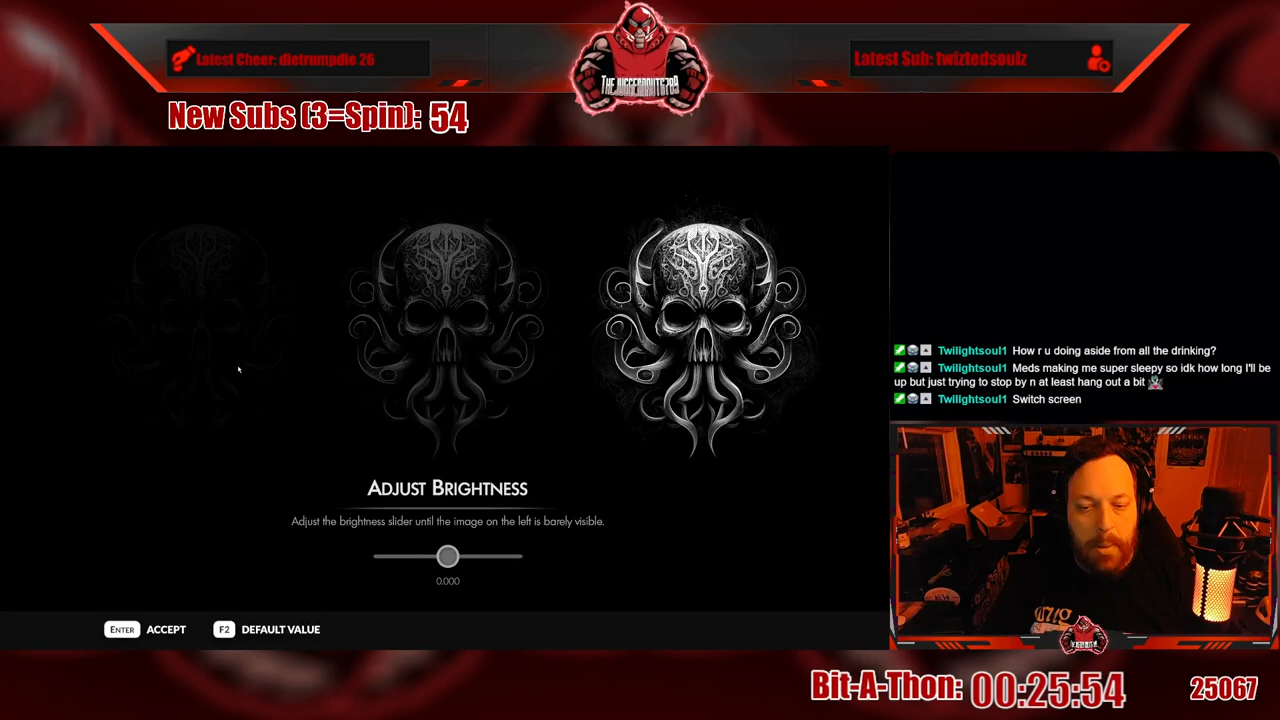 Latest Cheer: dietrumpdie 26
TheJuggernaut6789
Latest Sub: twiztedsoulz
New Subs (3=Spin): 54
Twilightsoul1 How r u doing aside from all the drinking?
Twilightsoul1 Meds making me super sleepy so idk how long I'll be
up but just trying to stop by n at least hang out a bit
Twilightsoul1 Switch screen
Adjust Brightness
Adjust the brightness slider until the image on the left is barely visible.
0.000
ENTER ACCEPT F2 DEFAULT VALUE
Bit-A-Thon: 00:25:54 25067